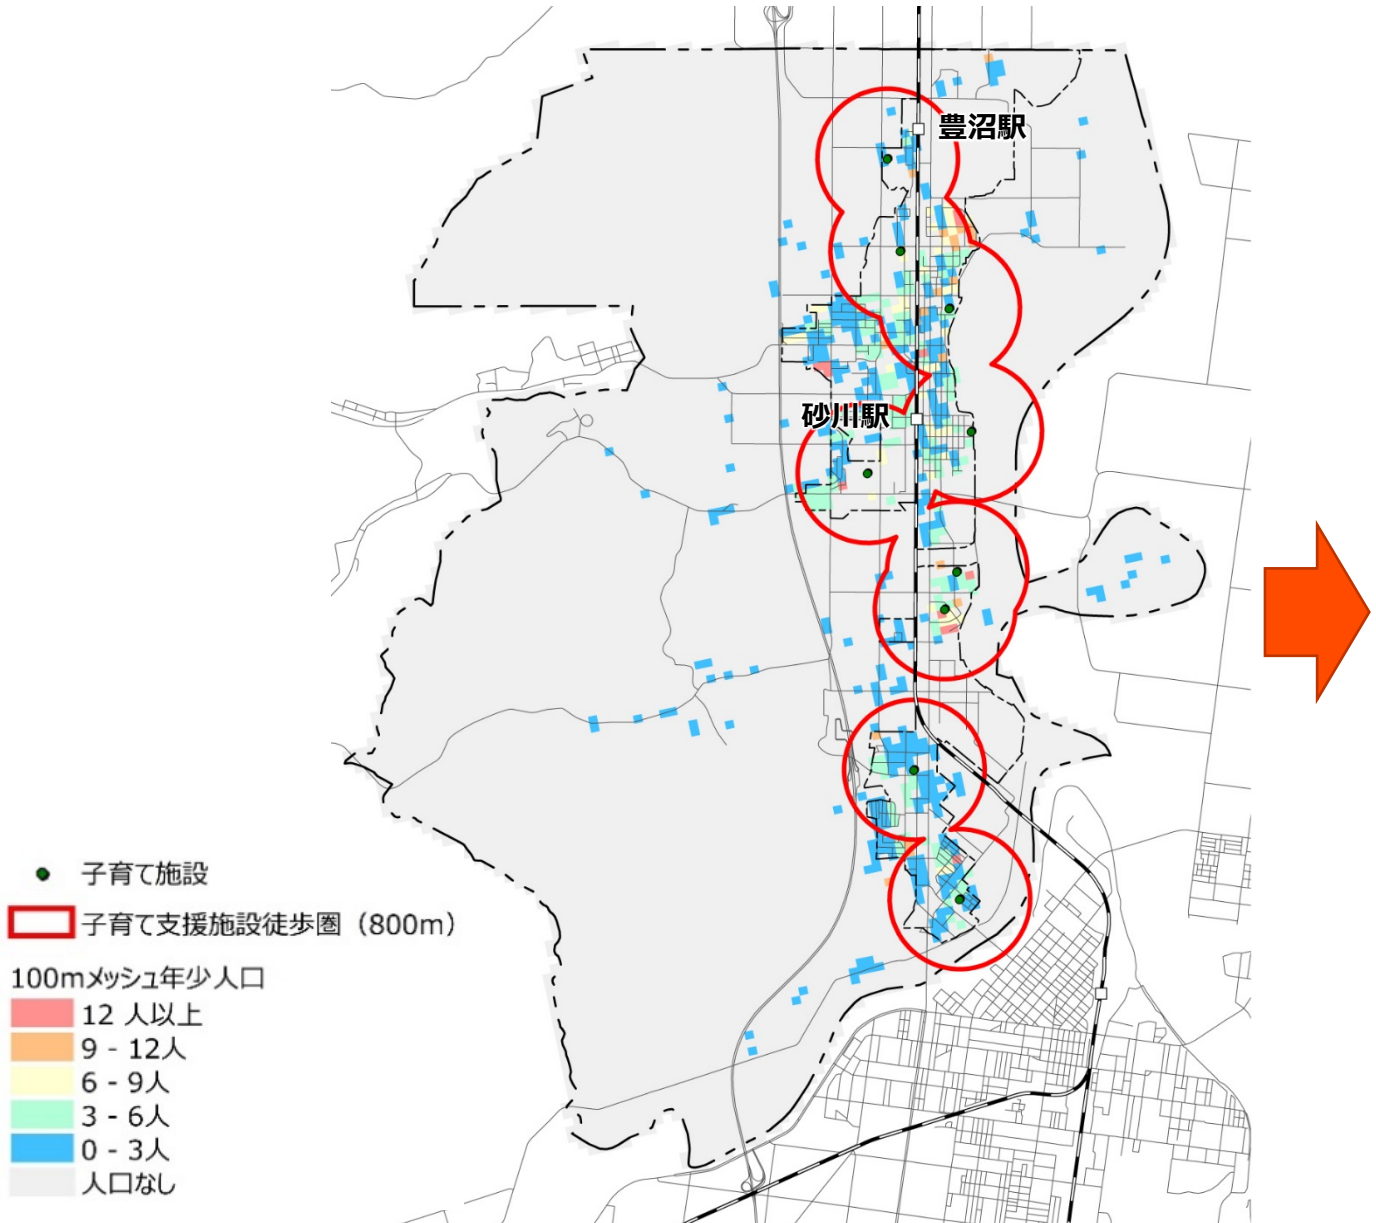 豊沼駅
砂川駅
子育て施設
子育て支援施設徒歩圏（800m）
100mメッシュ年少人口
12 人以上
9 - 12人
6 - 9人
3 - 6人
0 - 3人
人口なし